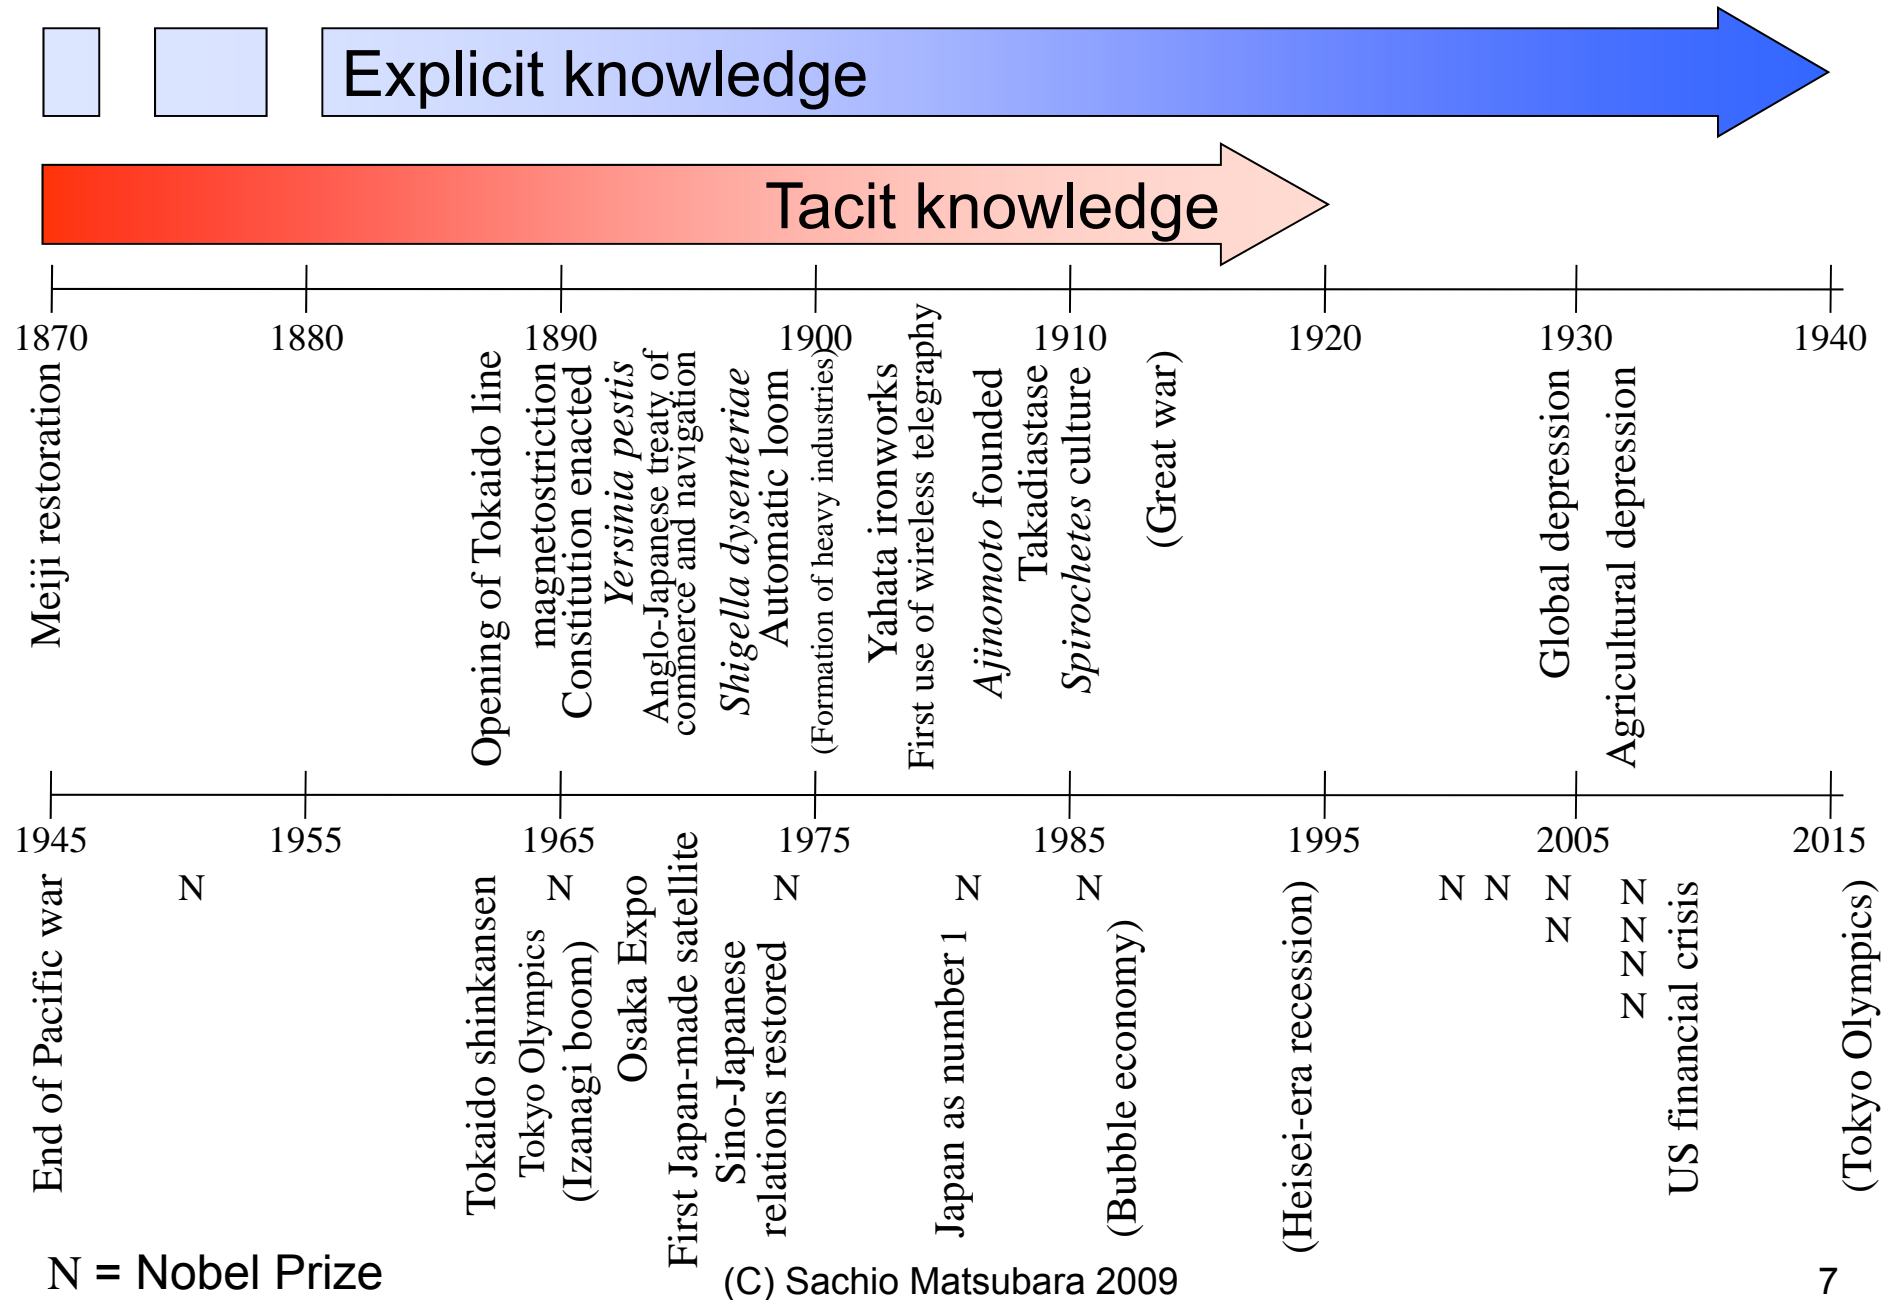 Explicit knowledge
Tacit knowledge
1870
1880
1890
1900
1910
1920
1930
1940
Meiji restoration
Opening of Tokaido line
magnetostriction
Constitution enacted
Yersinia pestis
Anglo-Japanese treaty of
commerce and navigation
Shigella dysenteriae
Automatic loom
(Formation of heavy industries)
Yahata ironworks
First use of wireless telegraphy
Ajinomoto founded
Takadiastase
Spirochetes culture
(Great war)
Global depression
Agricultural depression
1945
1955
1965
1975
1985
1995
2005
2015
N
N
N
N
N
N
N
N
N
N
N
N
N
End of Pacific war
Tokaido shinkansen
Tokyo Olympics
(Izanagi boom)
Osaka Expo
First Japan-made satellite
Sino-Japanese
relations restored
Japan as number 1
(Bubble economy)
(Heisei-era recession)
US financial crisis
(Tokyo Olympics)
N = Nobel Prize
(C) Sachio Matsubara 2009
7